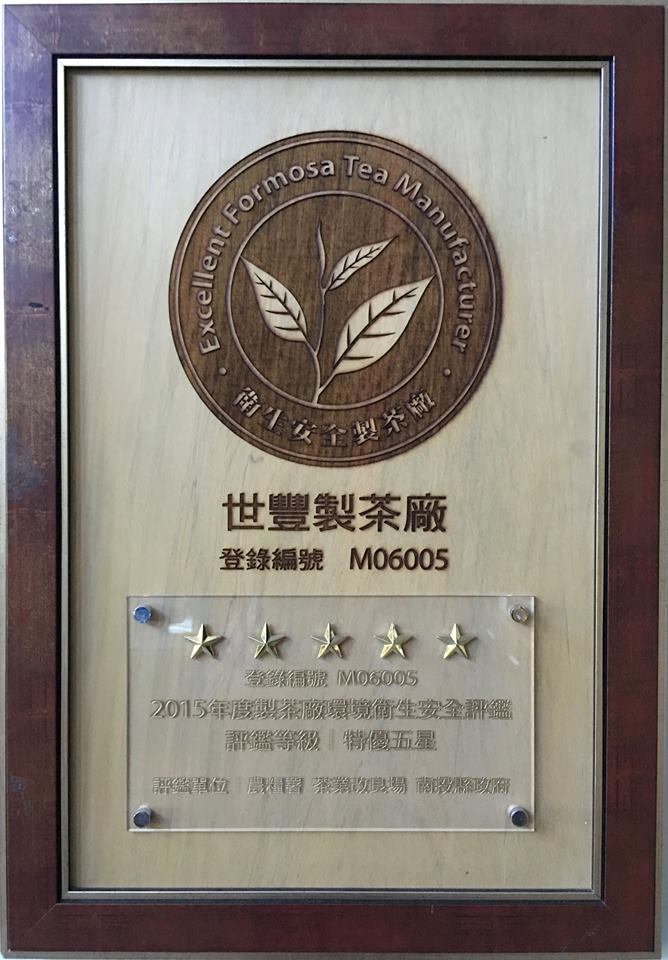 Excellent Formosa Tea Manufacturer
衛生安全製茶廠
世豐製茶廠
登錄編號 M06005
登錄編號 M06005
2015年度製茶廠環境衛生安全評鑑
評鑑等級｜特優五星
評鑑單位｜農糧署 茶業改良場 南投縣政府